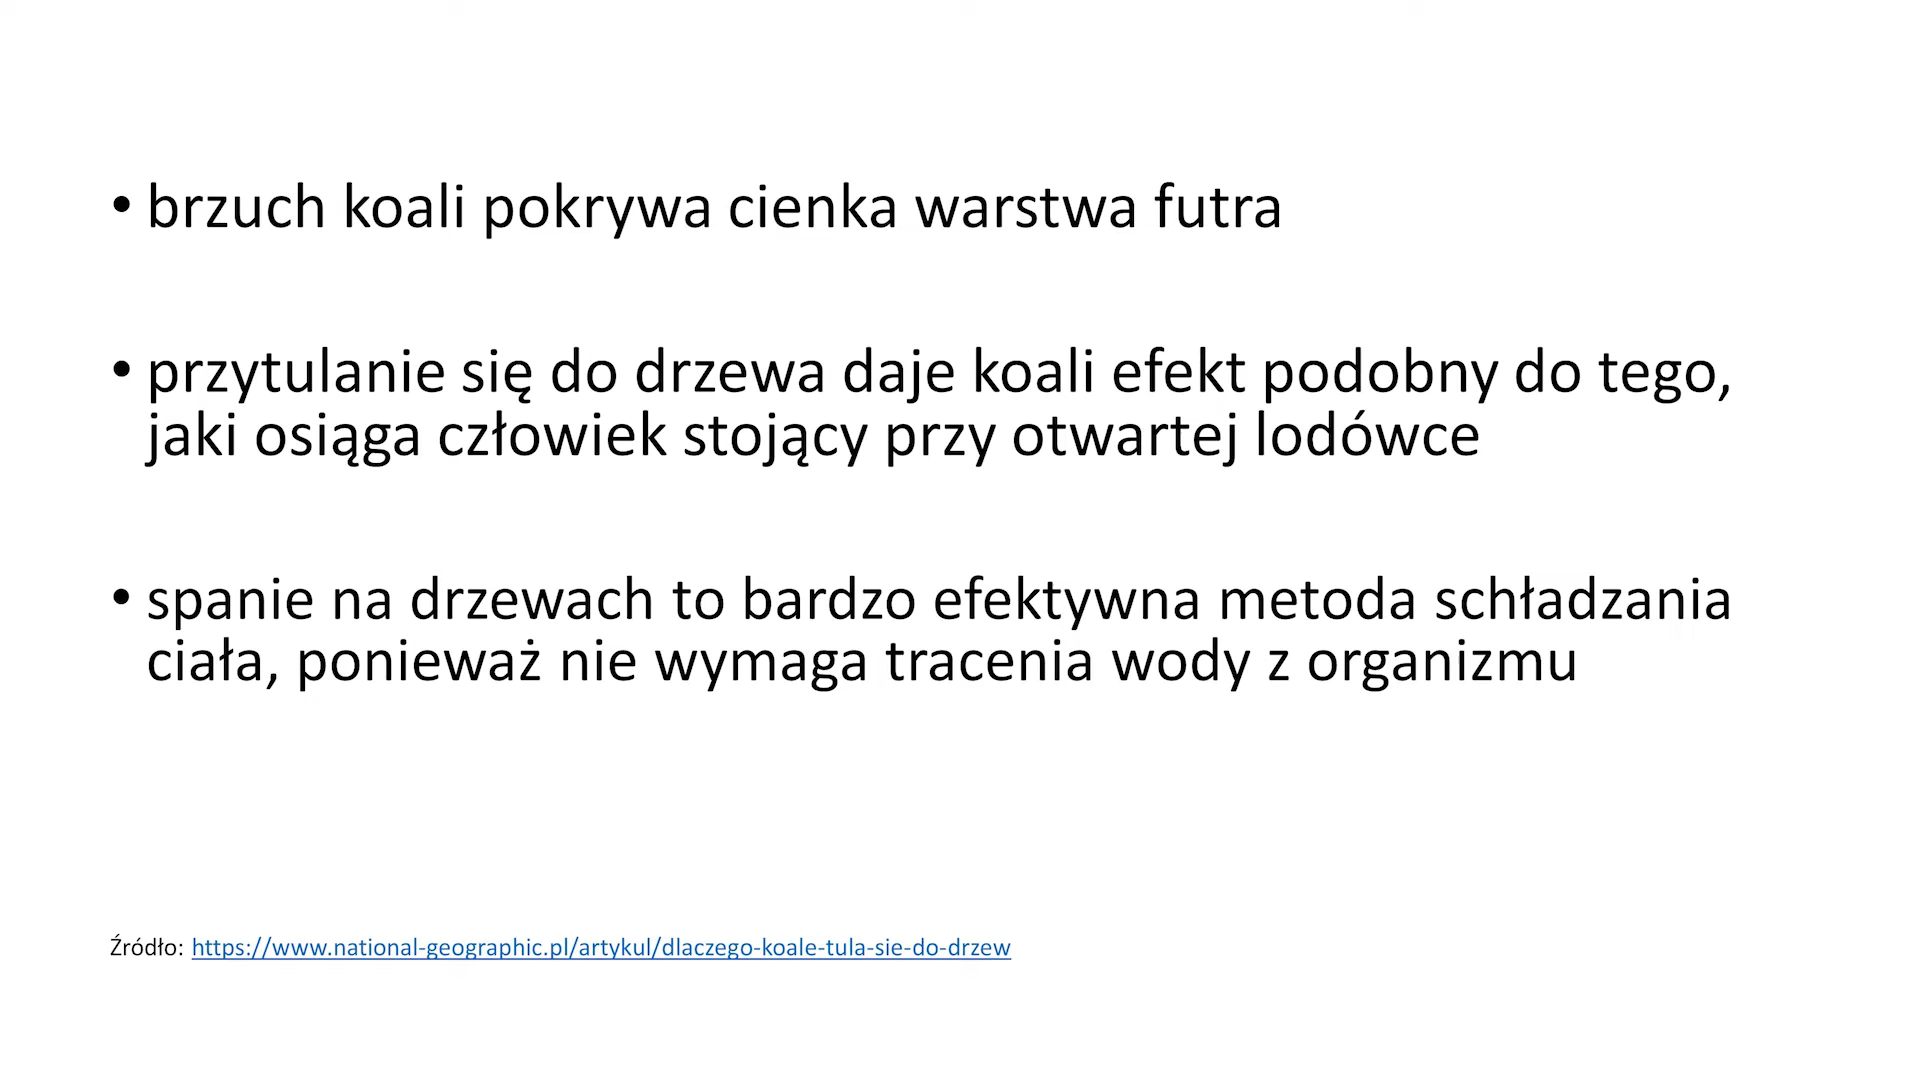 • brzuch koali pokrywa cienka warstwa futra
• przytulanie się do drzewa daje koali efekt podobny do tego,
jaki osiąga człowiek stojący przy otwartej lodówce
• spanie na drzewach to bardzo efektywna metoda schładzania
ciała, ponieważ nie wymaga tracenia wody z organizmu
Źródło: https://www.national-geographic.pl/artykul/dlaczego-koale-tula-sie-do-drzew